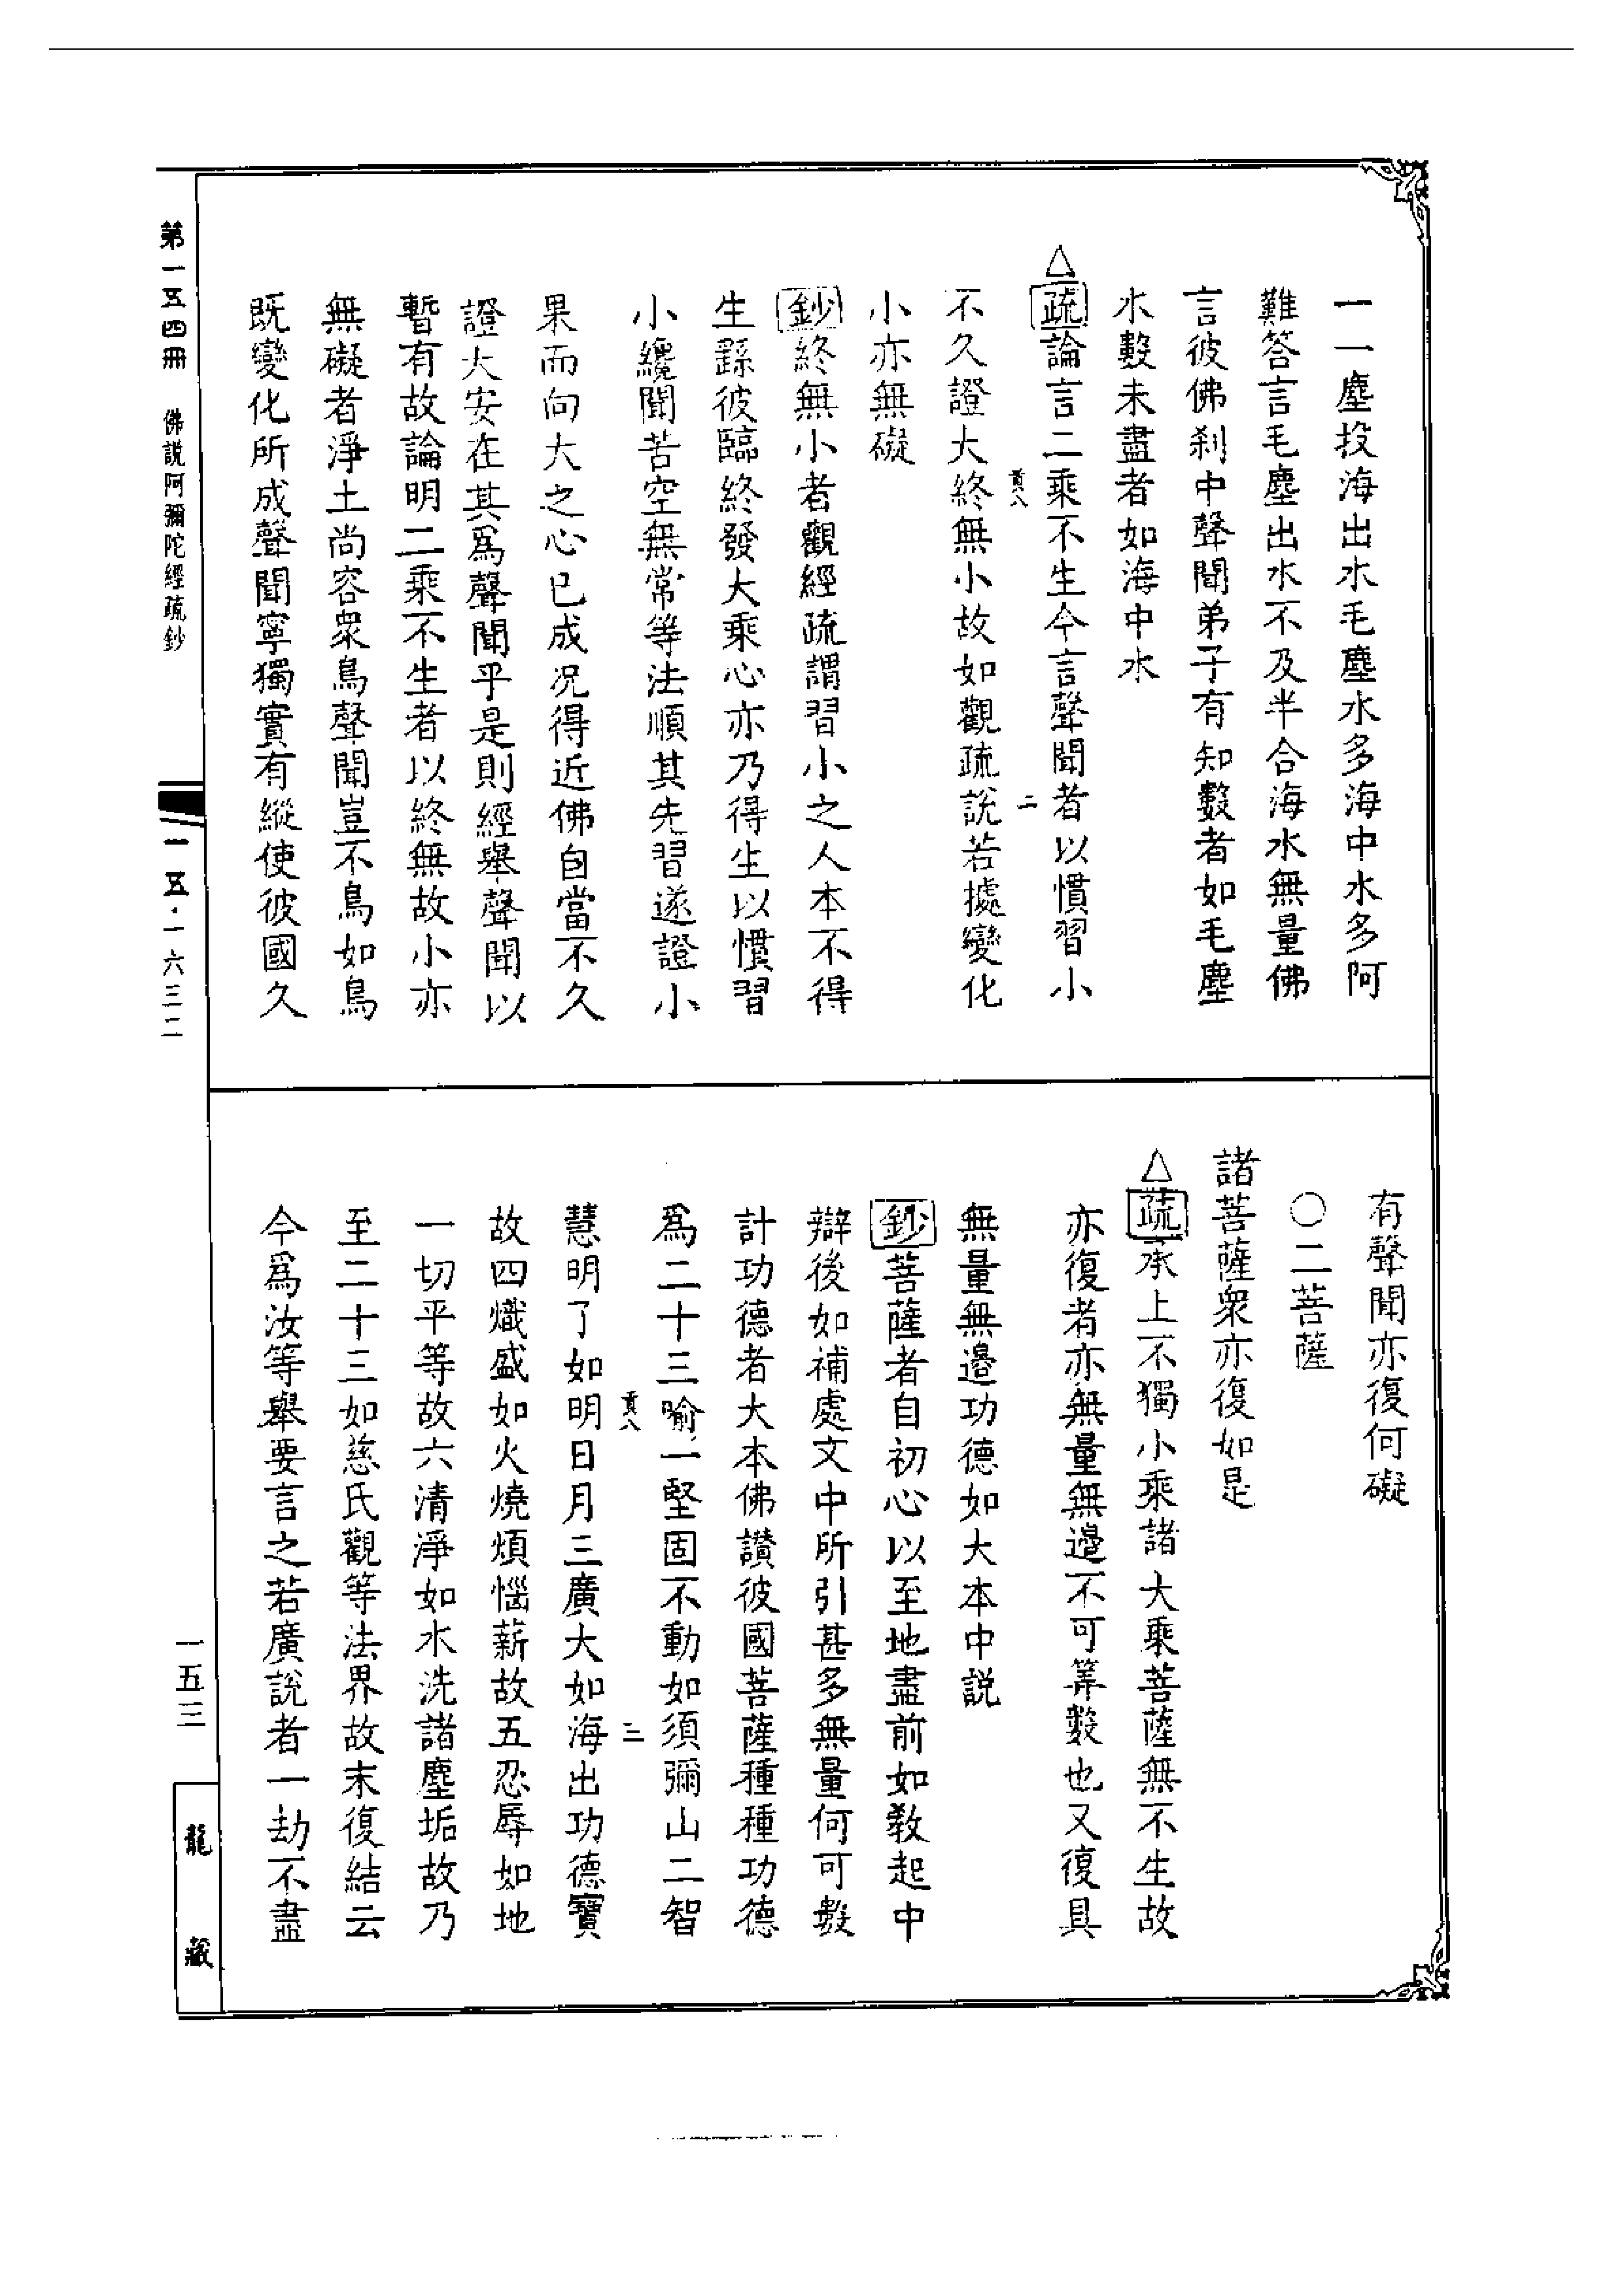 一一塵投海出水毛塵水多海中水多阿
難答言毛塵出水不及半合海水無量佛
言彼佛刹中聲聞弟子有知數者如毛塵
水數未盡者如海中水
△疏論言二乘不生今言聲聞者以慣習小
二
不久證大終無小故如觀疏說若據變化
小亦無礙
鈔終無小者觀經疏謂習小之人本不得
生繇彼臨終發大乘心亦乃得生以慣習
小纔聞苦空無常等法順其先習遂證小
果而向大之心已成况得近佛自當不久
證大安在其爲聲聞乎是則經舉聲聞以
暫有故論明二乘不生者以終無故小亦
無礙者淨土尚容衆鳥聲聞豈不鳥如鳥
既變化所成聲聞寧獨實有縱使彼國久
有聲聞亦復何礙
○二菩薩
諸菩薩衆亦復如是
△疏承上不獨小乘諸大乘菩薩無不生故
亦復者亦無量無邊不可筭數也又復具
無量無邊功德如大本中説
鈔菩薩者自初心以至地盡前如教起中
辯後如補處文中所引甚多無量何可數
計功德者大本佛讃彼國菩薩種種功德
爲二十三喻一堅固不動如須彌山二智
三
慧明了如明日月三廣大如海出功德寶
故四熾盛如火燒煩惱薪故五忍辱如地
一切平等故六清淨如水洗諸塵垢故乃
至二十三如慈氏觀等法界故末復結云
今爲汝等舉要言之若廣說者一劫不盡
第一五四冊 佛説阿彌陀經疏鈔
一五·一六三二
一五三
龍藏